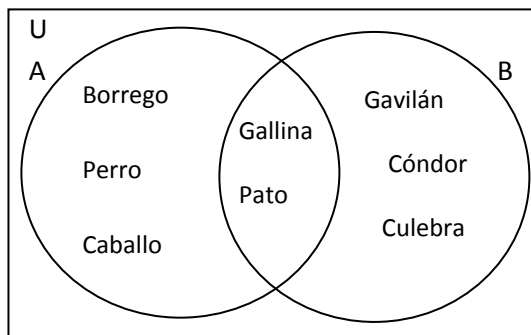 U
A
B
Borrego
Perro
Caballo
Gallina
Pato
Gavilán
Cóndor
Culebra